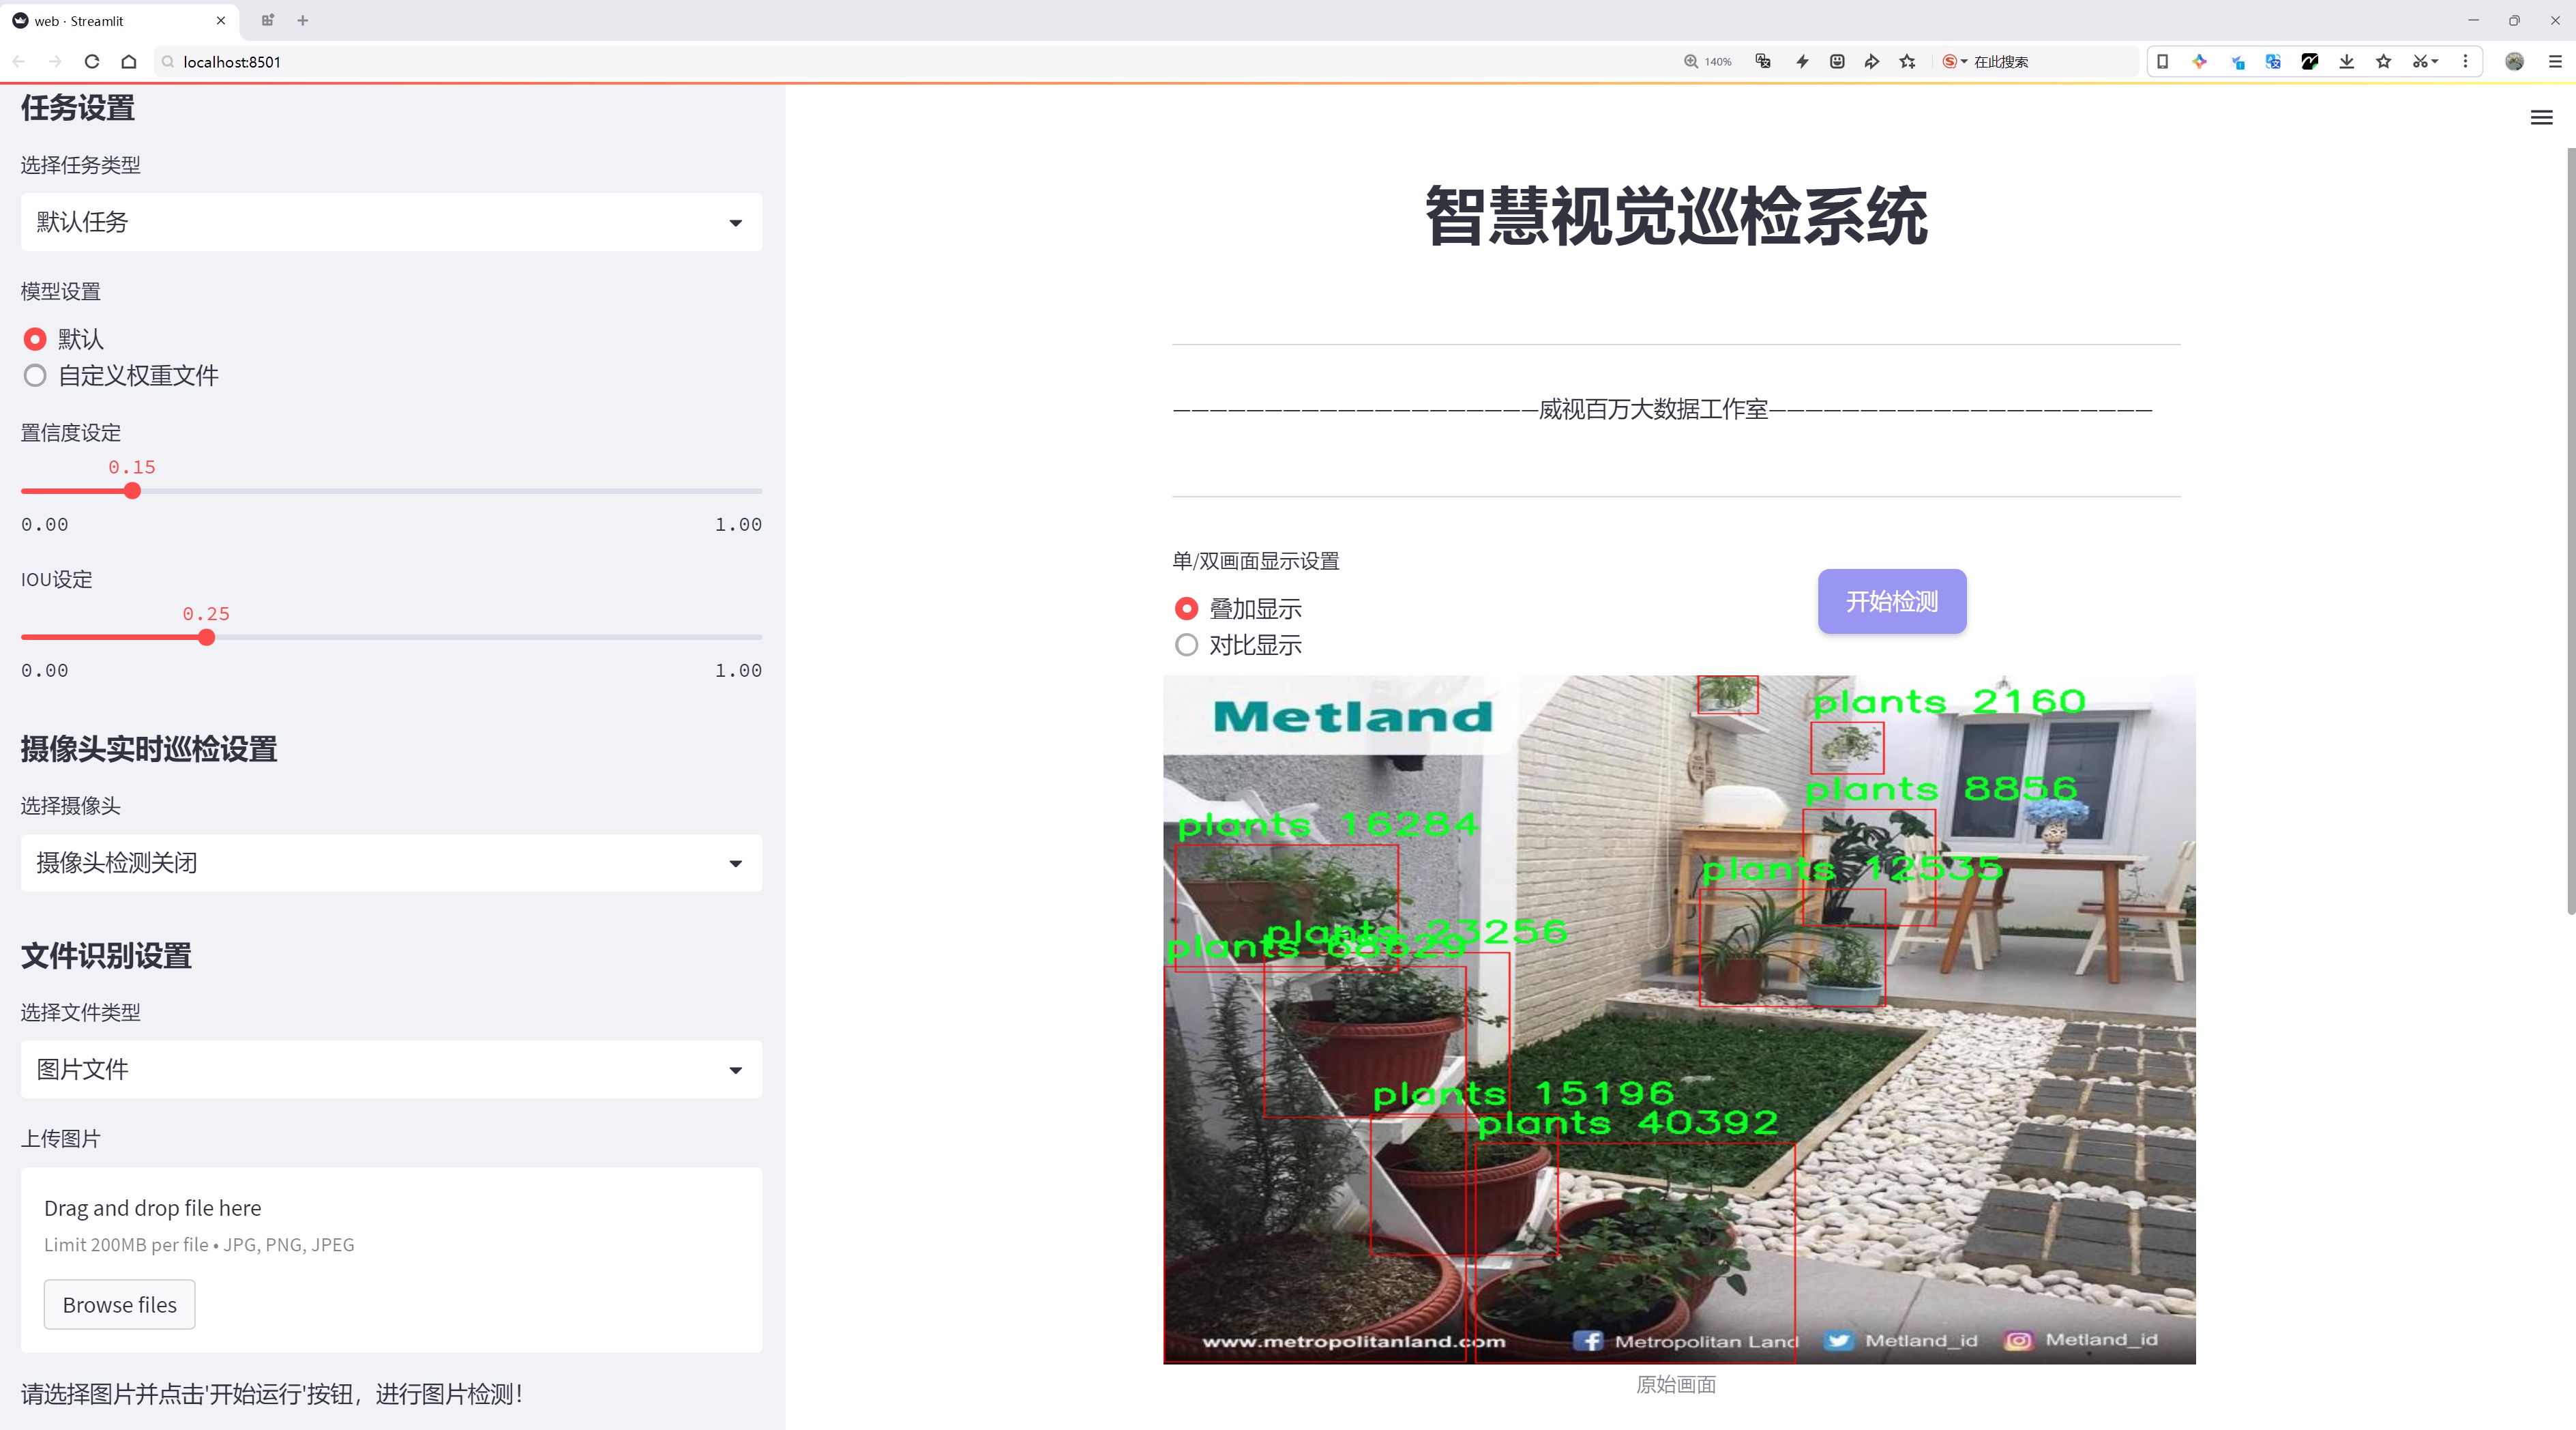 web · Streamlit
localhost:8501
140%
在此搜索
任务设置
选择任务类型
默认任务
模型设置
默认
自定义权重文件
置信度设定
0.15
0.00 1.00
IOU设定
0.25
0.00 1.00
摄像头实时巡检设置
选择摄像头
摄像头检测关闭
文件识别设置
选择文件类型
图片文件
上传图片
Drag and drop file here
Limit 200MB per file • JPG, PNG, JPEG
Browse files
请选择图片并点击'开始运行'按钮，进行图片检测！
智慧视觉巡检系统
————————————————————威视百万大数据工作室—————————————————————
单/双画面显示设置
叠加显示
对比显示
开始检测
Metland
plants 2160
plants 8856
plants 16284
plants 12535
plants 23256
plants 68629
plants 15196
plants 40392
www.metropolitanland.com
Metropolitan Land
Metland_id
Metland_id
原始画面